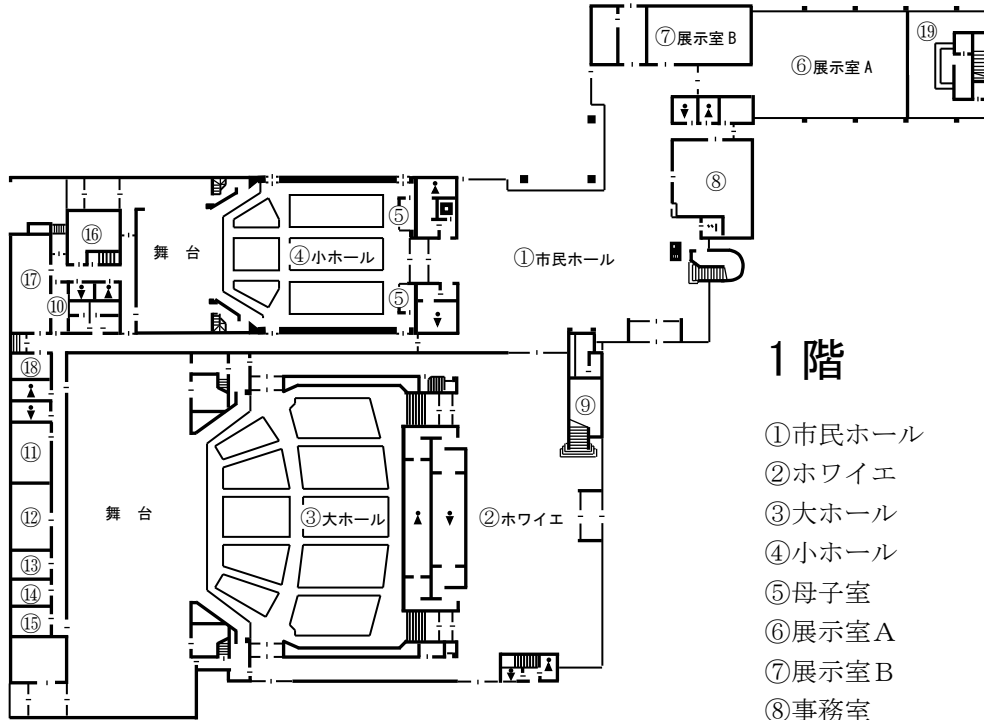 ⑦展示室 B
⑲
⑥展示室 A
⑧
⑤
⑯
舞 台
④小ホール
①市民ホール
⑰
⑩
⑤
⑱
⑨
⑪
⑫
舞 台
③大ホール
②ホワイエ
⑬
⑭
⑮
1階
①市民ホール
②ホワイエ
③大ホール
④小ホール
⑤母子室
⑥展示室A
⑦展示室B
⑧事務室